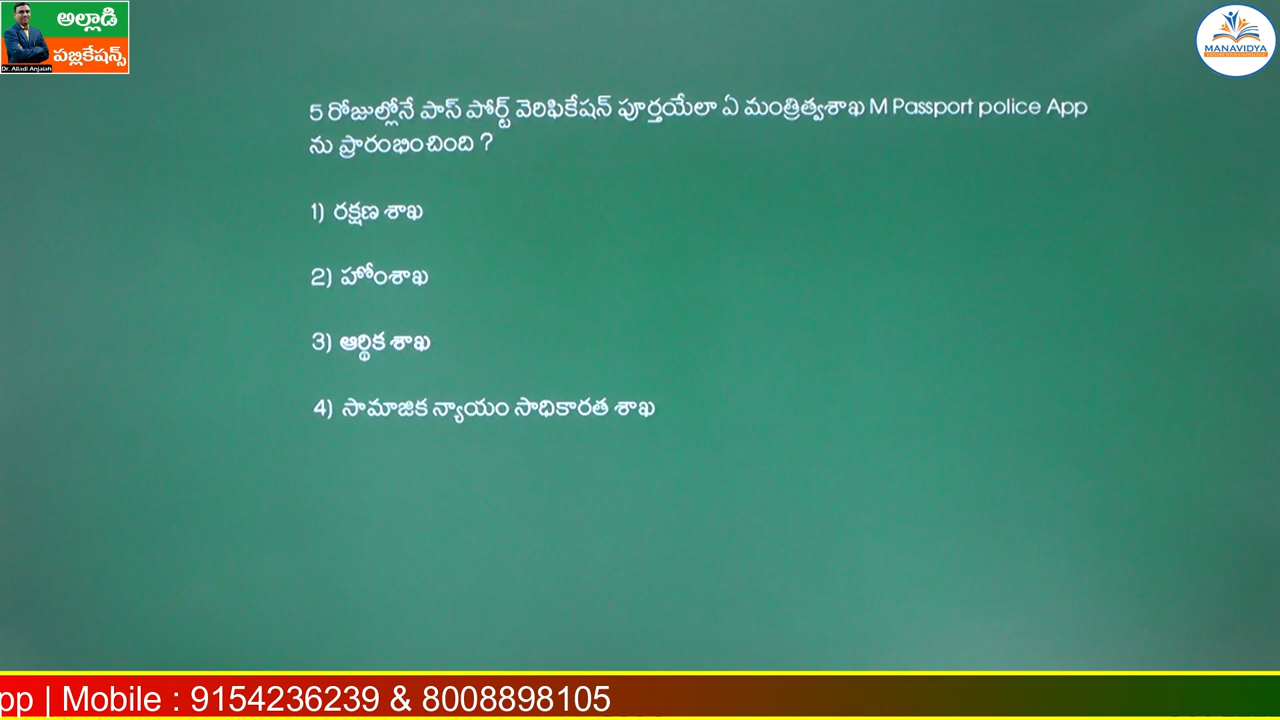 అల్లాడి
పబ్లికేషన్స్
Dr. Alladi Anjaiah
MANAVIDYA
5 రోజుల్లోనే పాస్ పోర్ట్ వెరిఫికేషన్ పూర్తయేలా ఏ మంత్రిత్వశాఖ M Passport police App
ను ప్రారంభించింది ?
1) రక్షణ శాఖ
2) హోంశాఖ
3) ఆర్థిక శాఖ
4) సామాజిక న్యాయం సాధికారత శాఖ
pp | Mobile : 9154236239 & 8008898105